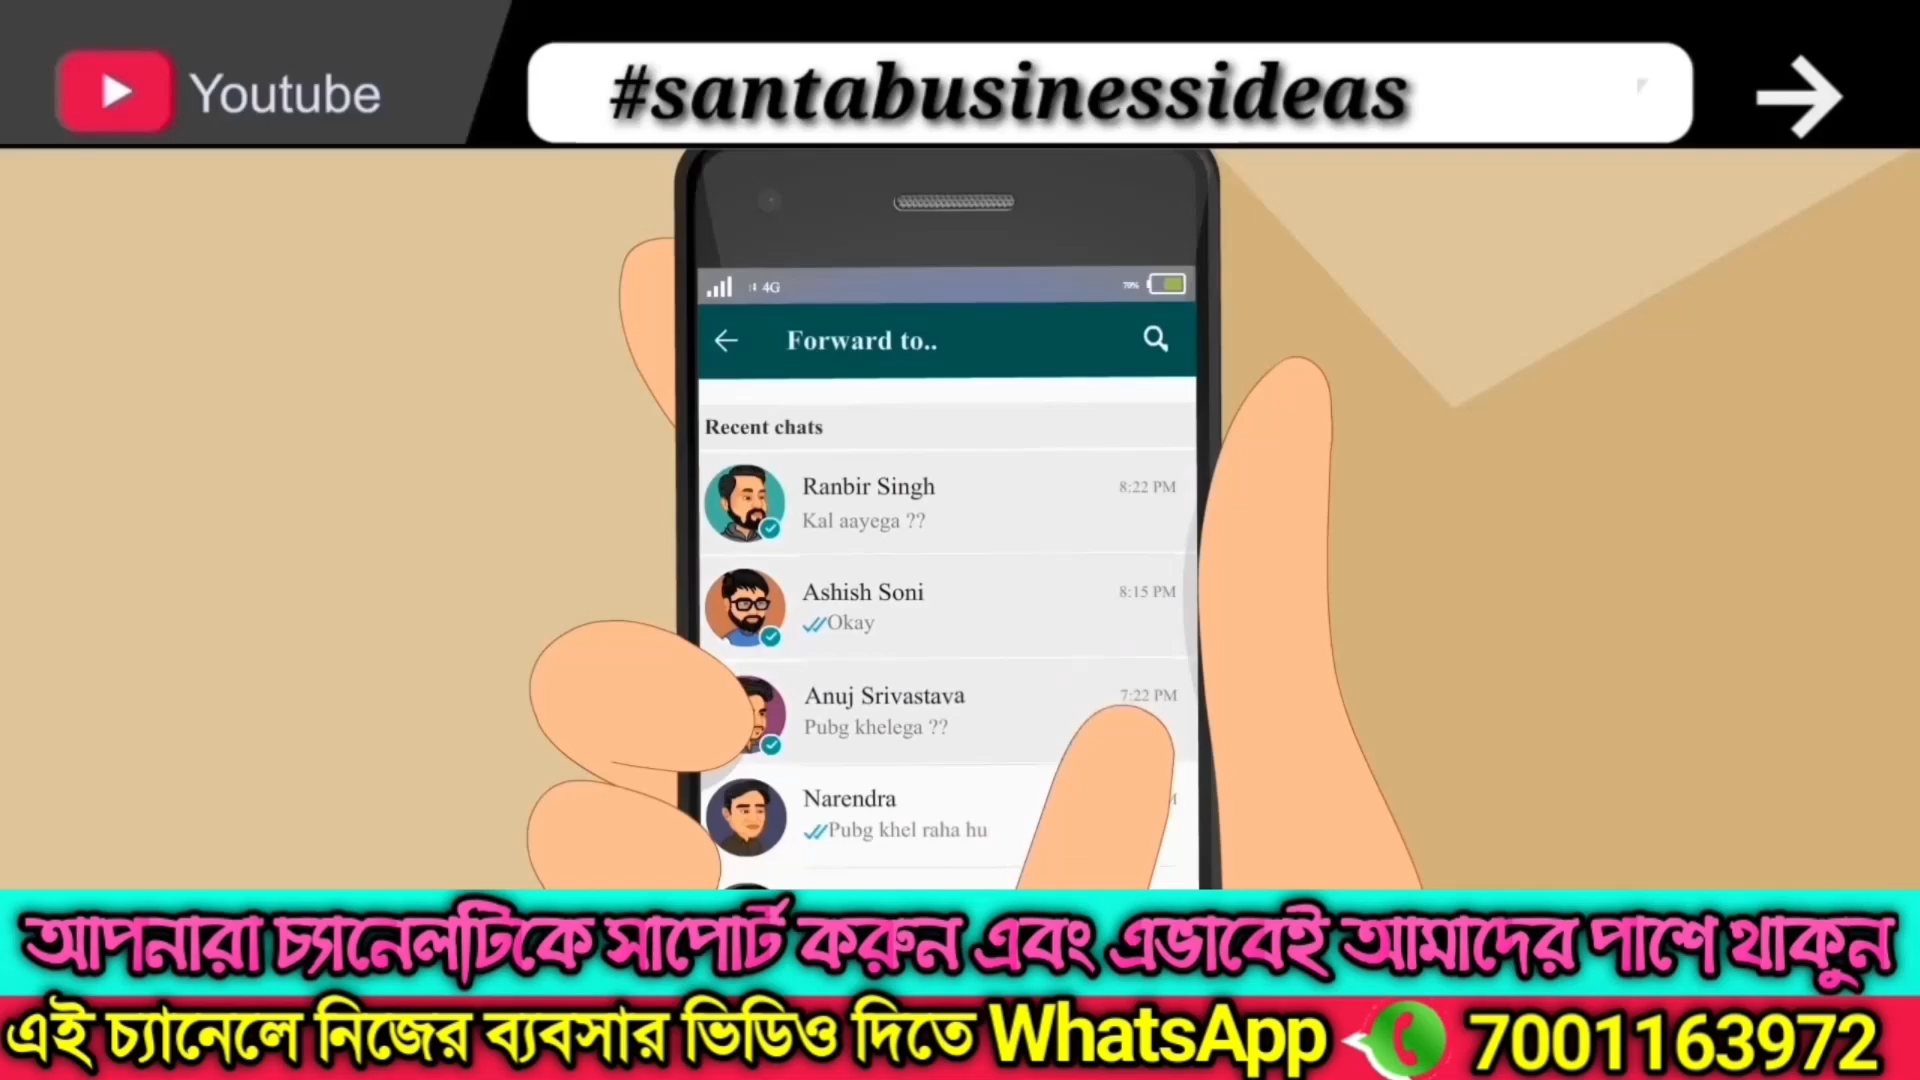 Youtube
#santabusinessideas
4G
70%
Forward to..
Recent chats
Ranbir Singh
8:22 PM
Kal aayega ??
Ashish Soni
8:15 PM
Okay
Anuj Srivastava
7:22 PM
Pubg khelega ??
Narendra
Pubg khel raha hu
আপনারা চ্যানেলটিকে সাপোর্ট করুন এবং এভাবেই আমাদের পাশে থাকুন
এই চ্যানেলে নিজের ব্যবসার ভিডিও দিতে WhatsApp 7001163972